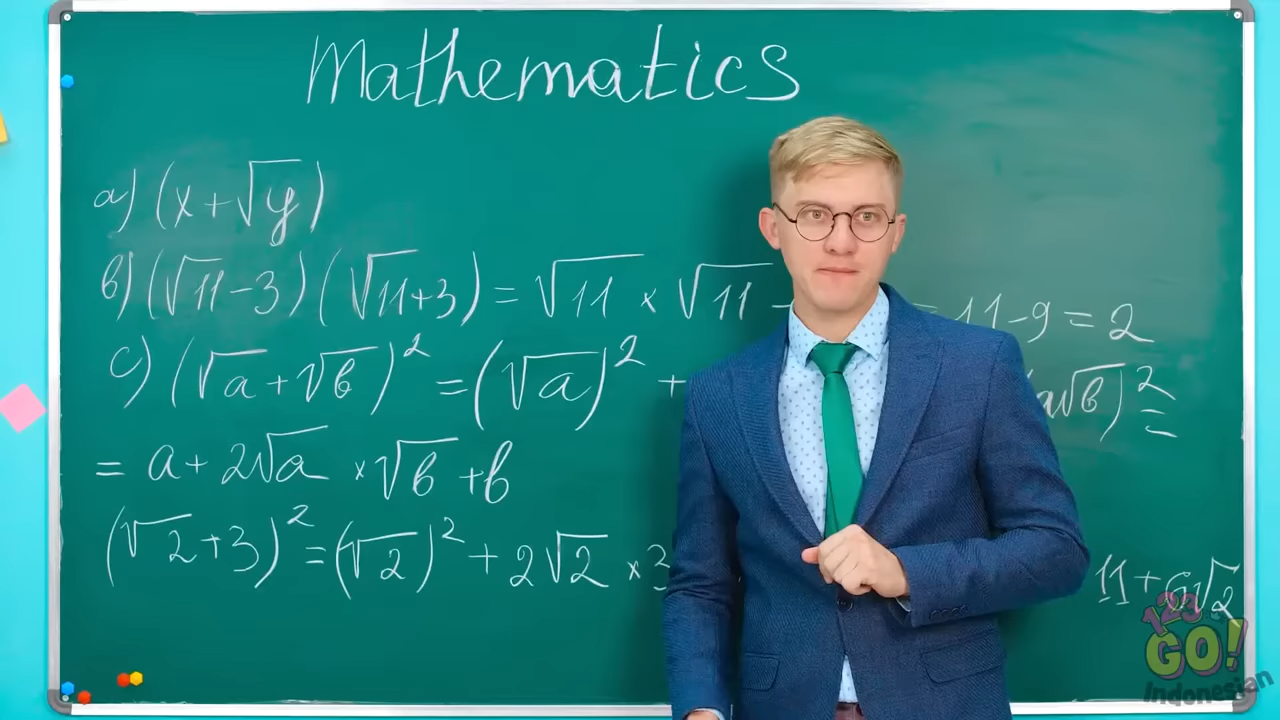 Mathematics
a) (x+√y)
в) (√11-3)(√11+3) = √11 × √11 - = 11-9 = 2
c) (√a+√в)² = (√a)² + a√в)² =
= a+ 2√a ×√в +в
(√2+3)² = (√2)² + 2√2 ×3 11+6√2
123 GO!
Indonesian